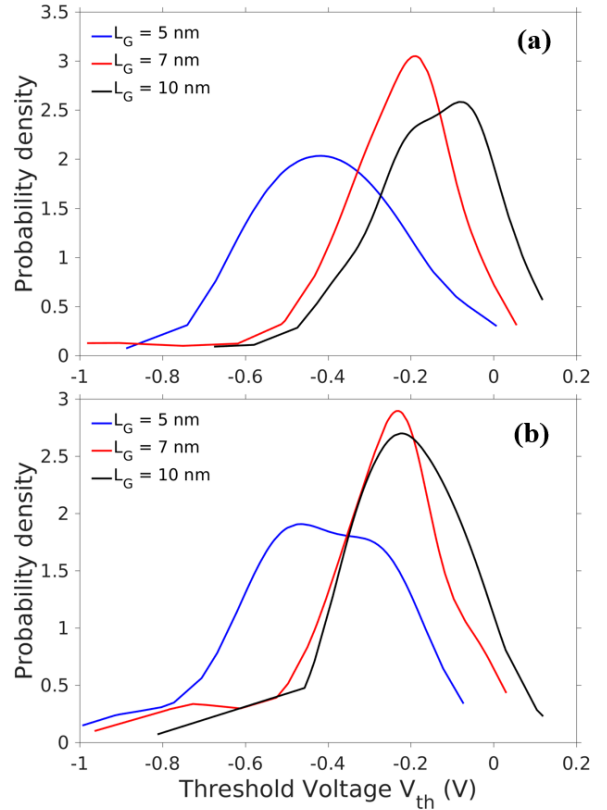 3.5
3
2.5
2
1.5
1
0.5
0
Probability density
L_G = 5 nm
L_G = 7 nm
L_G = 10 nm
(a)
-1 -0.8 -0.6 -0.4 -0.2 0 0.2
3
2.5
2
1.5
1
0.5
0
Probability density
L_G = 5 nm
L_G = 7 nm
L_G = 10 nm
(b)
-1 -0.8 -0.6 -0.4 -0.2 0 0.2
Threshold Voltage V_th (V)